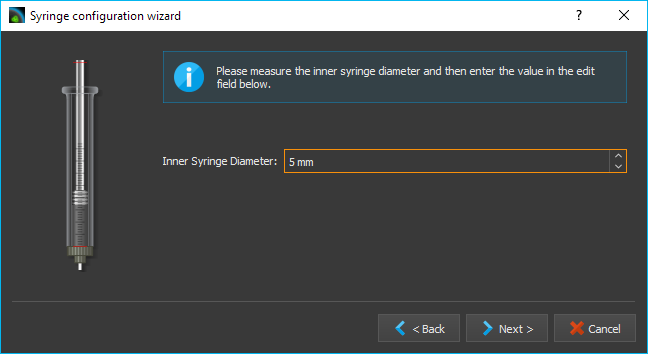 Syringe configuration wizard
?
Please measure the inner syringe diameter and then enter the value in the edit
field below.
Inner Syringe Diameter: 5 mm
< Back Next > Cancel